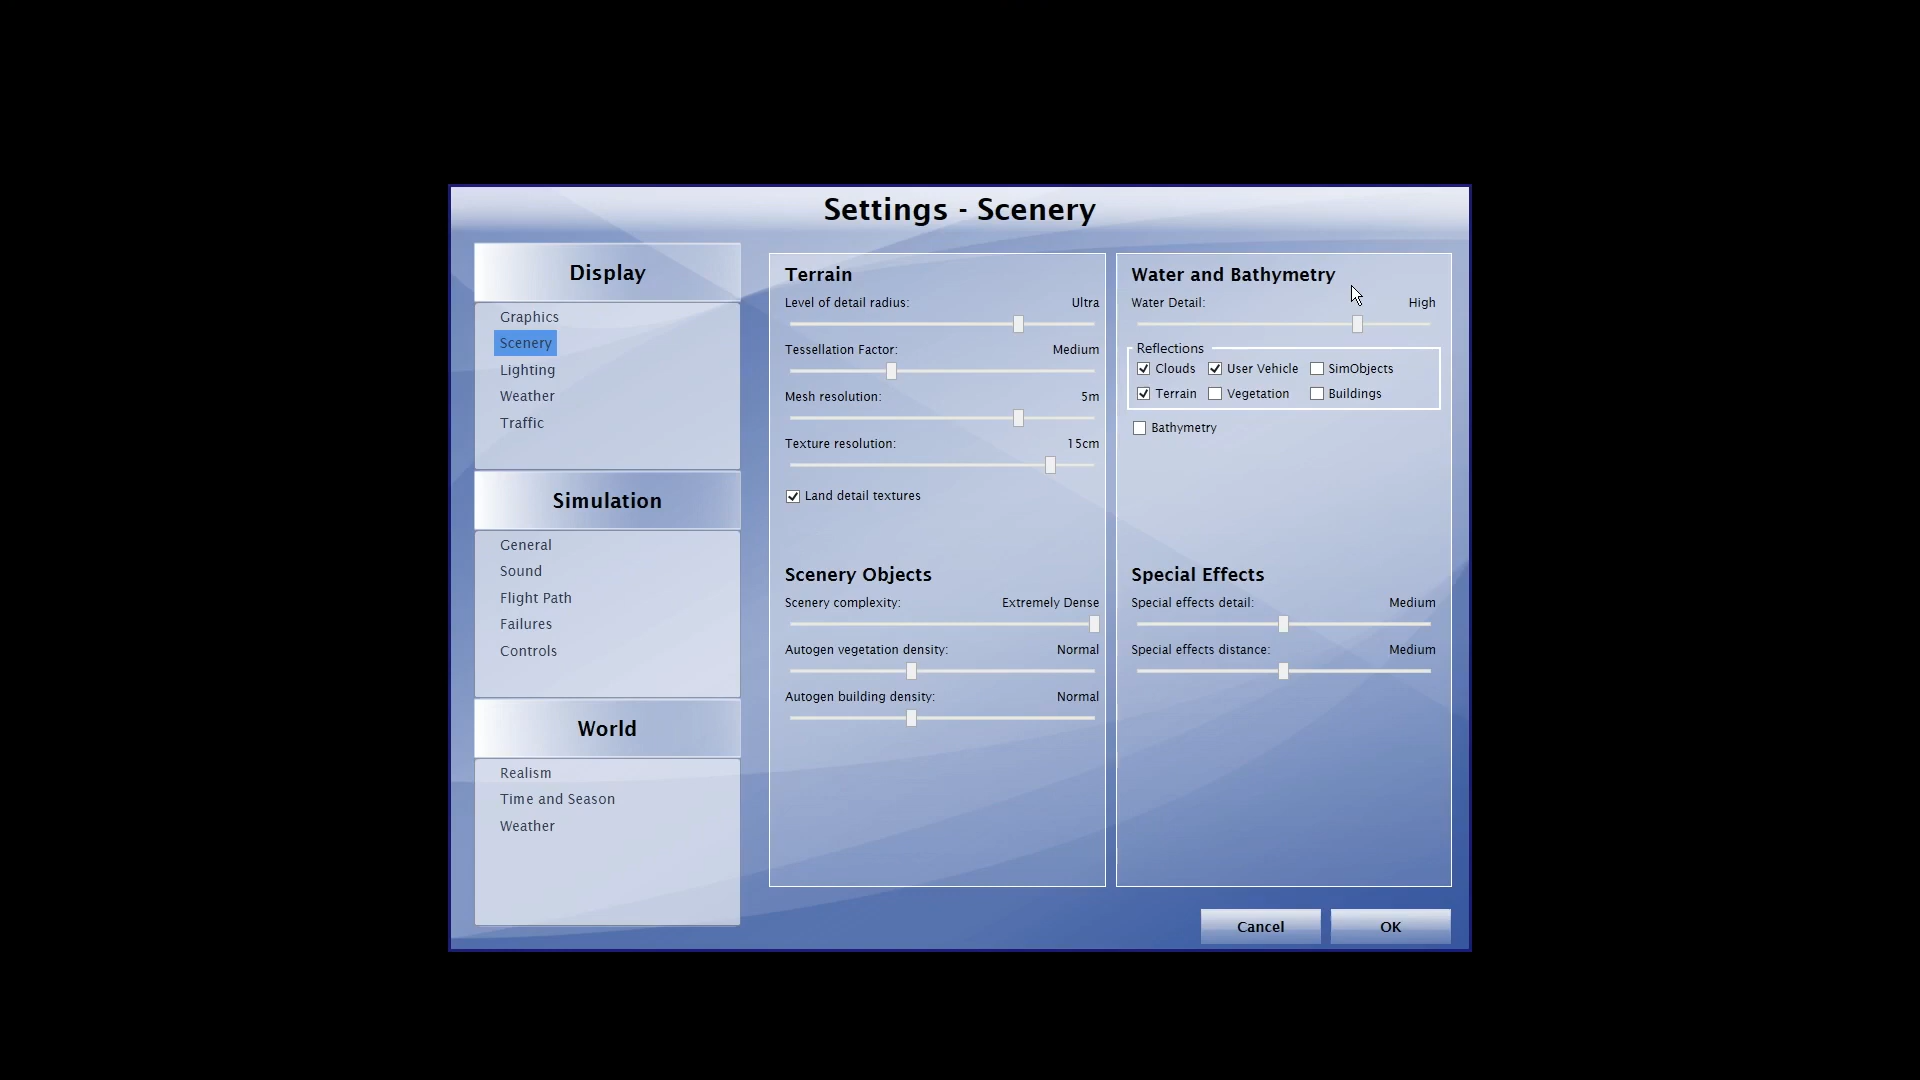 Settings - Scenery
Display
Graphics
Scenery
Lighting
Weather
Traffic
Simulation
General
Sound
Flight Path
Failures
Controls
World
Realism
Time and Season
Weather
Terrain
Level of detail radius: Ultra
Tessellation Factor: Medium
Mesh resolution: 5m
Texture resolution: 15cm
Land detail textures
Scenery Objects
Scenery complexity: Extremely Dense
Autogen vegetation density: Normal
Autogen building density: Normal
Water and Bathymetry
Water Detail: High
Reflections
Clouds User Vehicle SimObjects
Terrain Vegetation Buildings
Bathymetry
Special Effects
Special effects detail: Medium
Special effects distance: Medium
Cancel OK